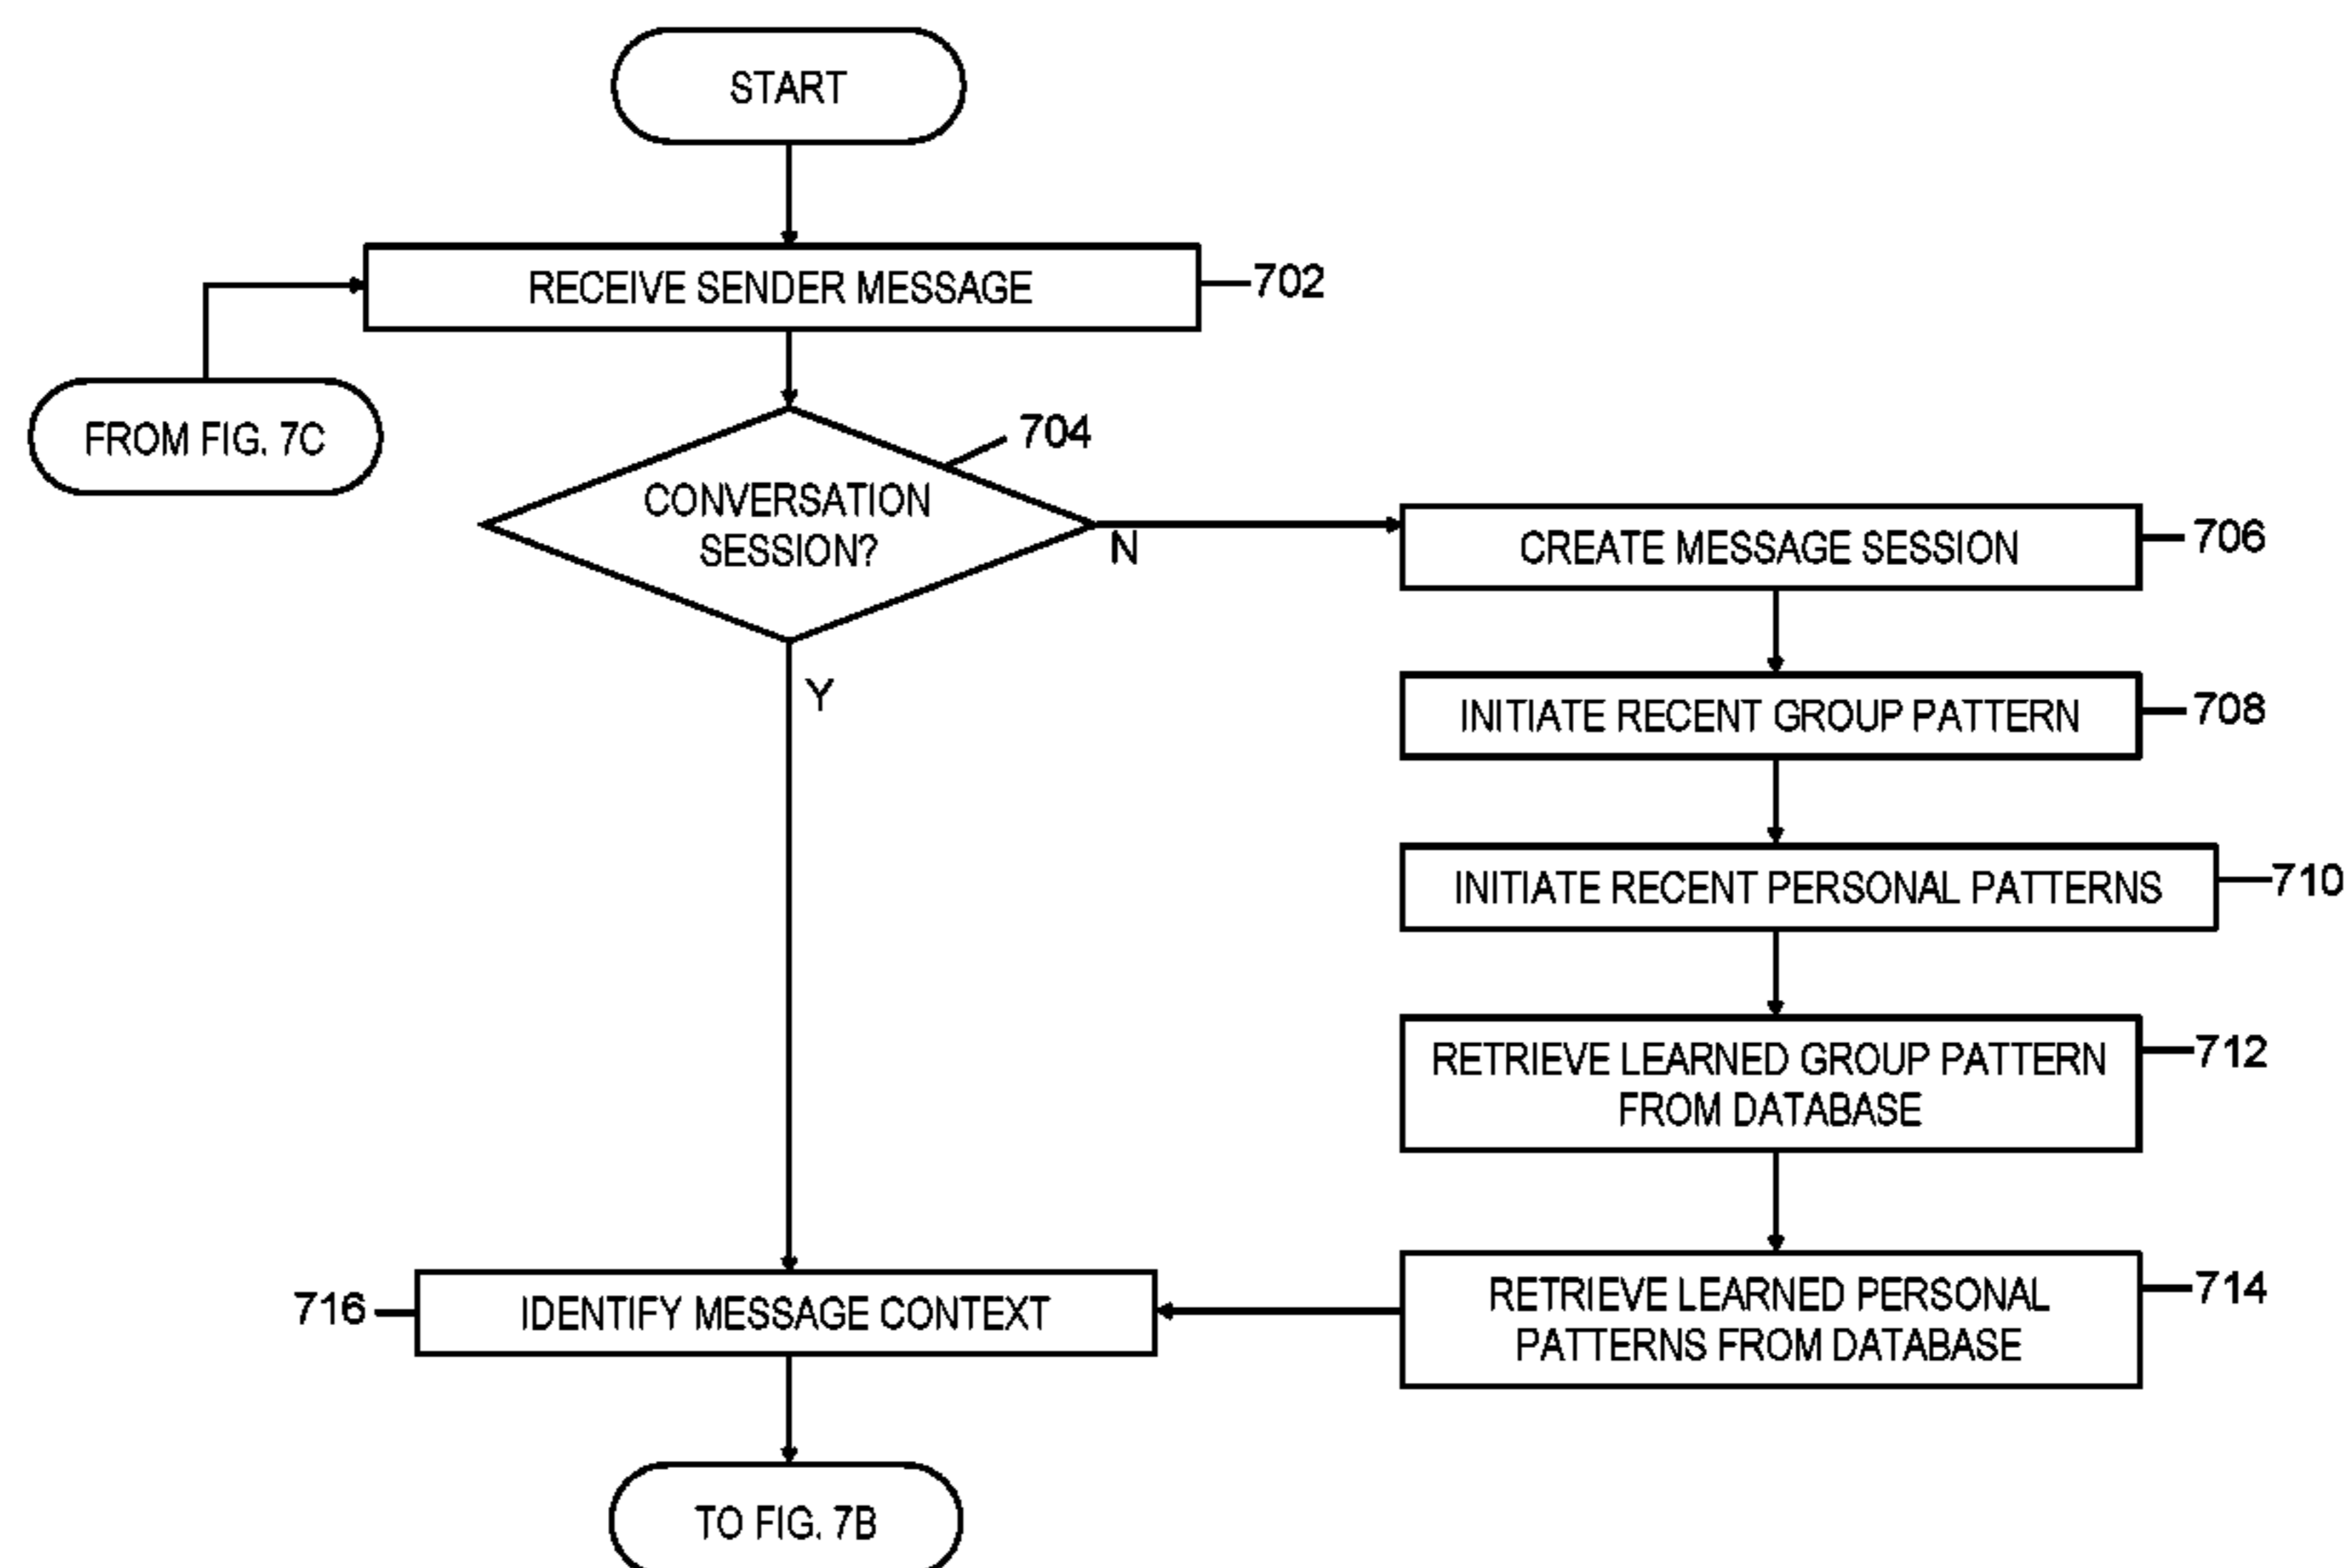 START
RECEIVE SENDER MESSAGE
702
FROM FIG. 7C
704
CONVERSATION
SESSION?
N
Y
CREATE MESSAGE SESSION
706
INITIATE RECENT GROUP PATTERN
708
INITIATE RECENT PERSONAL PATTERNS
710
RETRIEVE LEARNED GROUP PATTERN
FROM DATABASE
712
RETRIEVE LEARNED PERSONAL
PATTERNS FROM DATABASE
714
716
IDENTIFY MESSAGE CONTEXT
TO FIG. 7B